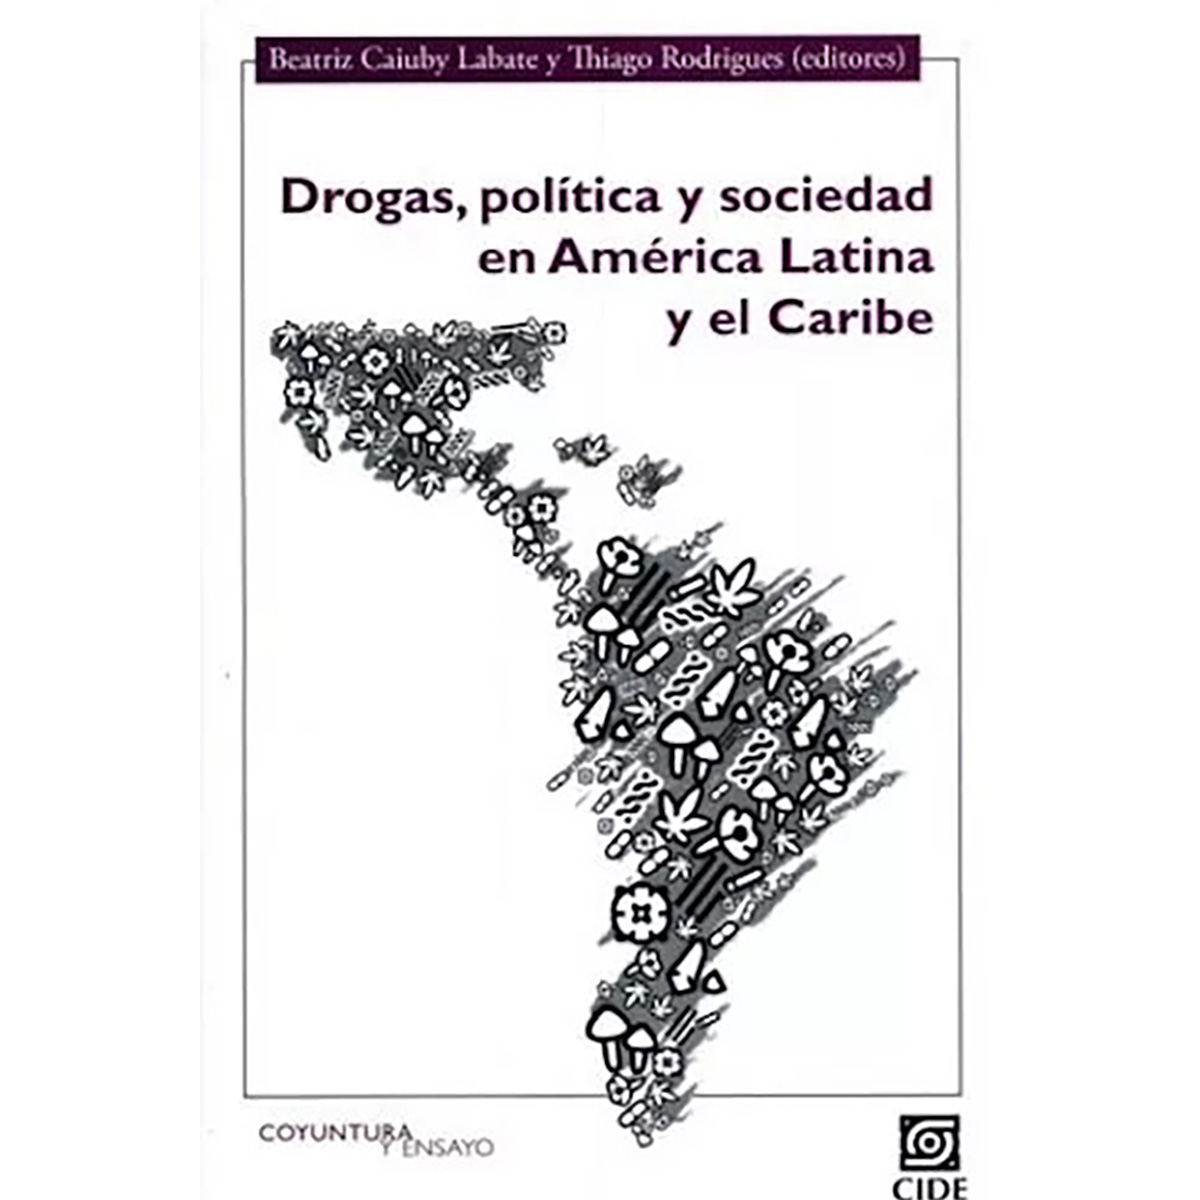 Beatriz Caiuby Labate y Thiago Rodrigues (editores)
Drogas, política y sociedad
en América Latina
y el Caribe
COYUNTURA
Y ENSAYO
CIDE